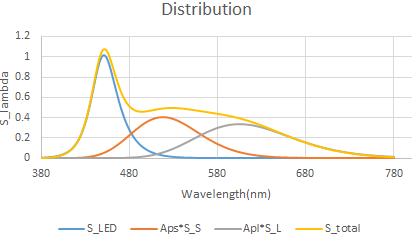 Distribution
1.2
1
0.8
0.6
0.4
0.2
0
S_lambda
380 480 580 680 780
Wavelength(nm)
S_LED Aps*S_S Apl*S_L S_total